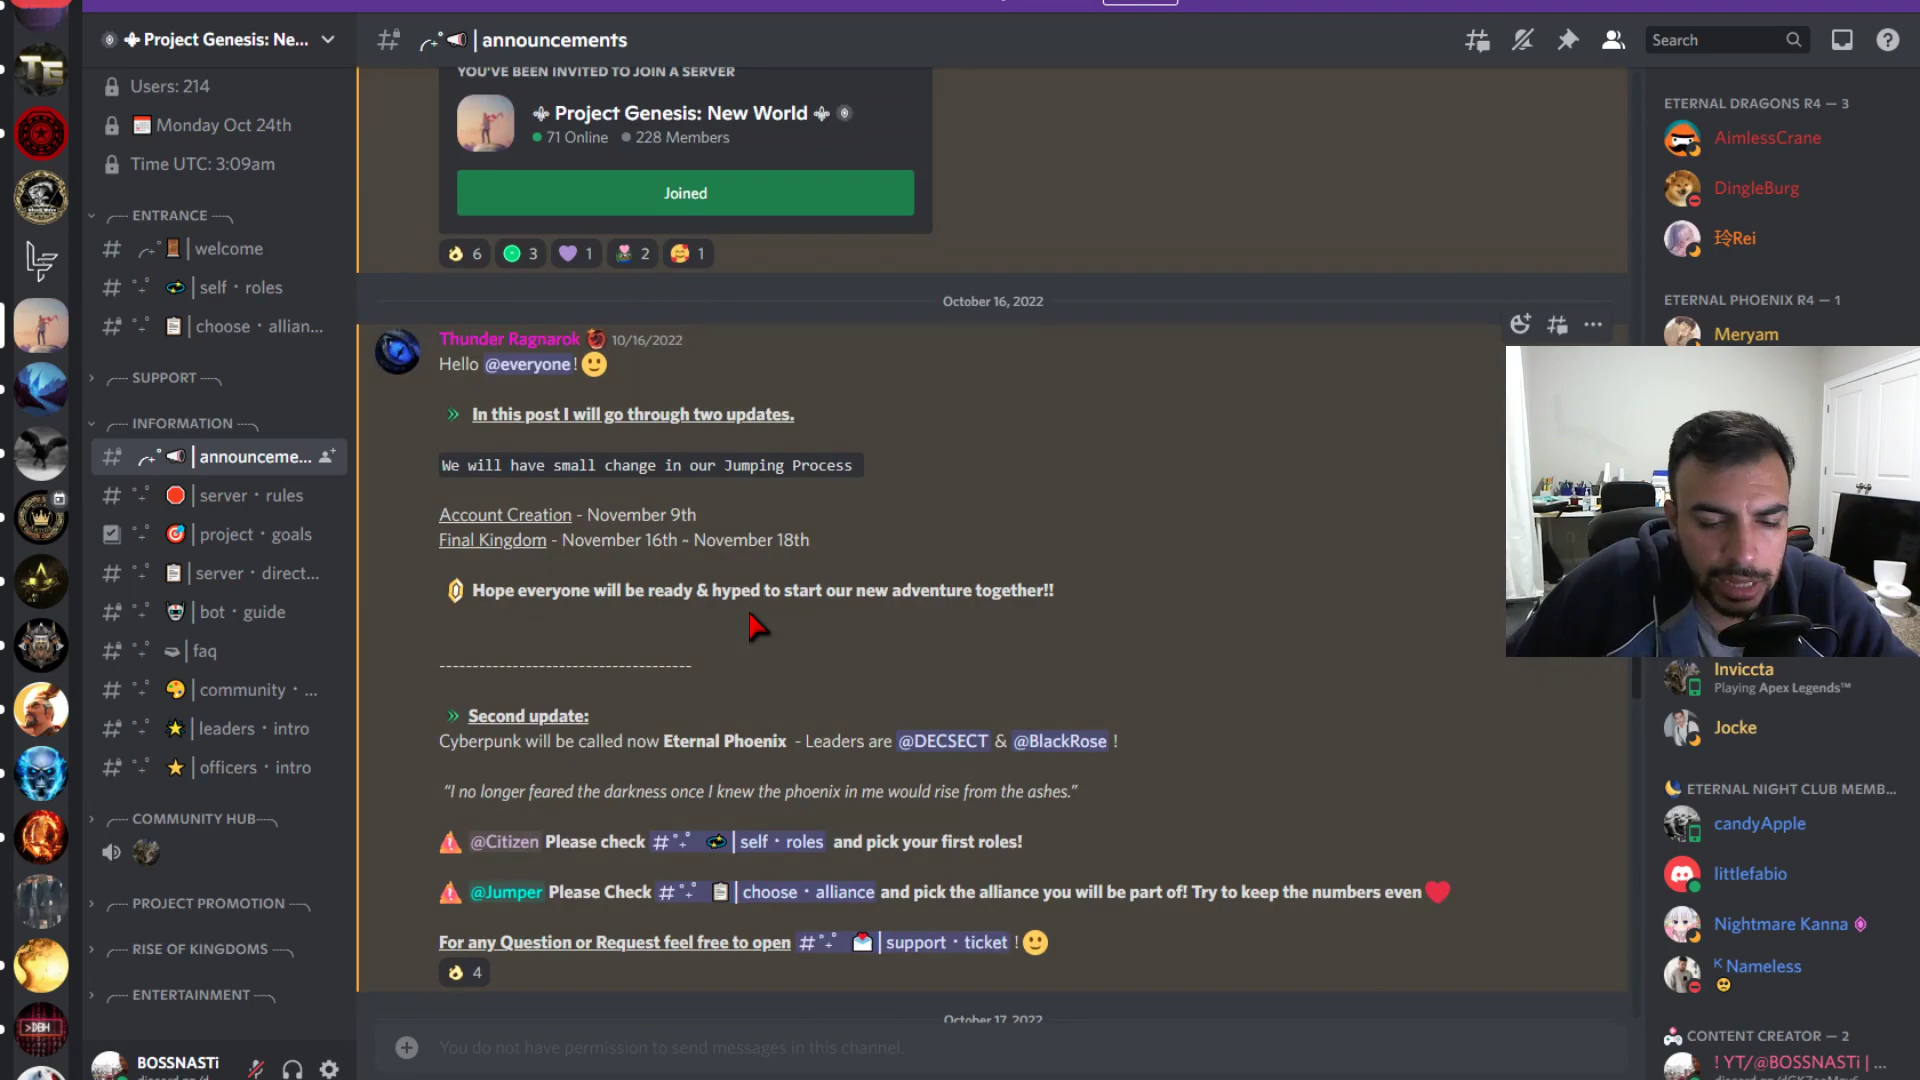 Project Genesis: Ne...
Users: 214
Monday Oct 24th
Time UTC: 3:09am
ENTRANCE
welcome
self・roles
choose・allian...
SUPPORT
INFORMATION
announceme...
server・rules
project・goals
server・direct...
bot・guide
faq
community・...
leaders・intro
officers・intro
COMMUNITY HUB
PROJECT PROMOTION
RISE OF KINGDOMS
ENTERTAINMENT
BOSSNASTi
| announcements
Search
YOU'VE BEEN INVITED TO JOIN A SERVER
Project Genesis: New World
71 Online 228 Members
Joined
6 3 1 2 1
October 16, 2022
Thunder Ragnarok 10/16/2022
Hello @everyone!
» In this post I will go through two updates.
We will have small change in our Jumping Process
Account Creation - November 9th
Final Kingdom - November 16th ~ November 18th
Hope everyone will be ready & hyped to start our new adventure together!!
---------------------------------------
» Second update:
Cyberpunk will be called now Eternal Phoenix - Leaders are @DECSECT & @BlackRose !
“I no longer feared the darkness once I knew the phoenix in me would rise from the ashes.”
@Citizen Please check # | self・roles and pick your first roles!
@Jumper Please Check # | choose・alliance and pick the alliance you will be part of! Try to keep the numbers even
For any Question or Request feel free to open # | support・ticket !
4
October 17, 2022
You do not have permission to send messages in this channel.
ETERNAL DRAGONS R4 — 3
AimlessCrane
DingleBurg
玲Rei
ETERNAL PHOENIX R4 — 1
Meryam
Inviccta
Playing Apex Legends™
Jocke
ETERNAL NIGHT CLUB MEMB...
candyApple
littlefabio
Nightmare Kanna
K Nameless
CONTENT CREATOR — 2
! YT/@BOSSNASTi | ...
TE
>DBH